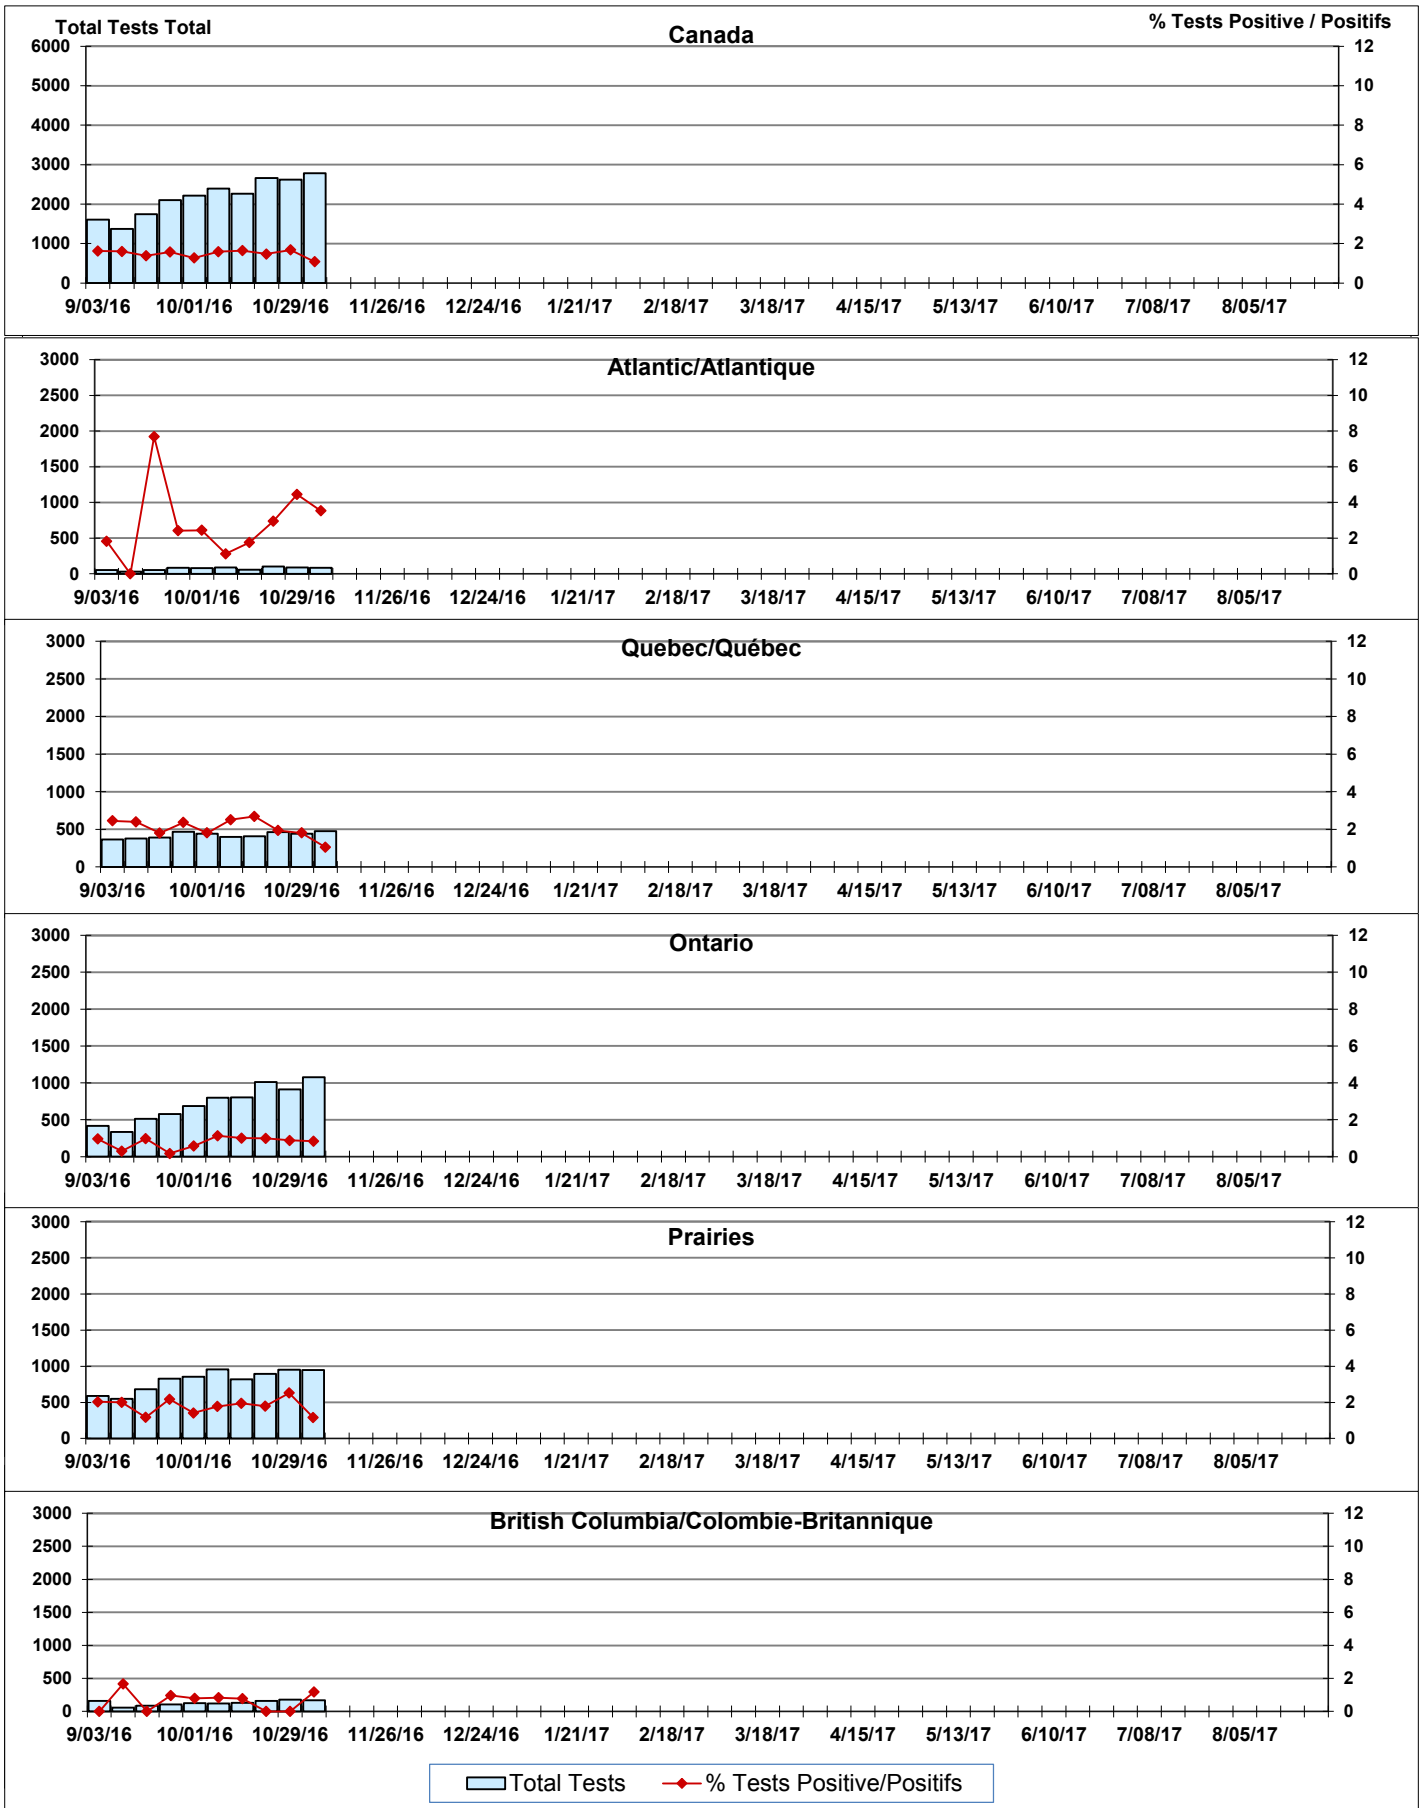 Total Tests Total
% Tests Positive / Positifs
Canada
6000 12
5000 10
4000 8
3000 6
2000 4
1000 2
0 0
9/03/16 10/01/16 10/29/16 11/26/16 12/24/16 1/21/17 2/18/17 3/18/17 4/15/17 5/13/17 6/10/17 7/08/17 8/05/17
Atlantic/Atlantique
3000 12
2500 10
2000 8
1500 6
1000 4
500 2
0 0
9/03/16 10/01/16 10/29/16 11/26/16 12/24/16 1/21/17 2/18/17 3/18/17 4/15/17 5/13/17 6/10/17 7/08/17 8/05/17
Quebec/Québec
3000 12
2500 10
2000 8
1500 6
1000 4
500 2
0 0
9/03/16 10/01/16 10/29/16 11/26/16 12/24/16 1/21/17 2/18/17 3/18/17 4/15/17 5/13/17 6/10/17 7/08/17 8/05/17
Ontario
3000 12
2500 10
2000 8
1500 6
1000 4
500 2
0 0
9/03/16 10/01/16 10/29/16 11/26/16 12/24/16 1/21/17 2/18/17 3/18/17 4/15/17 5/13/17 6/10/17 7/08/17 8/05/17
Prairies
3000 12
2500 10
2000 8
1500 6
1000 4
500 2
0 0
9/03/16 10/01/16 10/29/16 11/26/16 12/24/16 1/21/17 2/18/17 3/18/17 4/15/17 5/13/17 6/10/17 7/08/17 8/05/17
British Columbia/Colombie-Britannique
3000 12
2500 10
2000 8
1500 6
1000 4
500 2
0 0
9/03/16 10/01/16 10/29/16 11/26/16 12/24/16 1/21/17 2/18/17 3/18/17 4/15/17 5/13/17 6/10/17 7/08/17 8/05/17
Total Tests % Tests Positive/Positifs